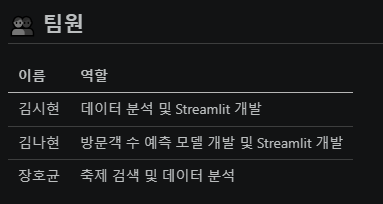 팀원
이름 역할
김시현 데이터 분석 및 Streamlit 개발
김나현 방문객 수 예측 모델 개발 및 Streamlit 개발
장호균 축제 검색 및 데이터 분석